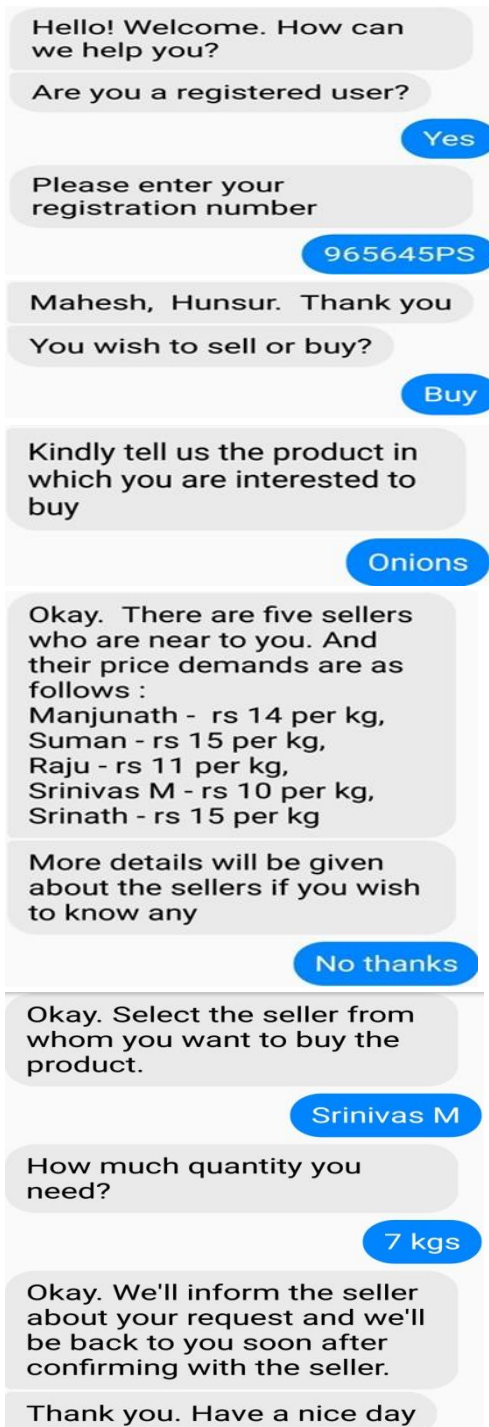 Hello! Welcome. How can
we help you?
Are you a registered user?
Yes
Please enter your
registration number
965645PS
Mahesh, Hunsur. Thank you
You wish to sell or buy?
Buy
Kindly tell us the product in
which you are interested to
buy
Onions
Okay. There are five sellers
who are near to you. And
their price demands are as
follows :
Manjunath - rs 14 per kg,
Suman - rs 15 per kg,
Raju - rs 11 per kg,
Srinivas M - rs 10 per kg,
Srinath - rs 15 per kg
More details will be given
about the sellers if you wish
to know any
No thanks
Okay. Select the seller from
whom you want to buy the
product.
Srinivas M
How much quantity you
need?
7 kgs
Okay. We'll inform the seller
about your request and we'll
be back to you soon after
confirming with the seller.
Thank you. Have a nice day